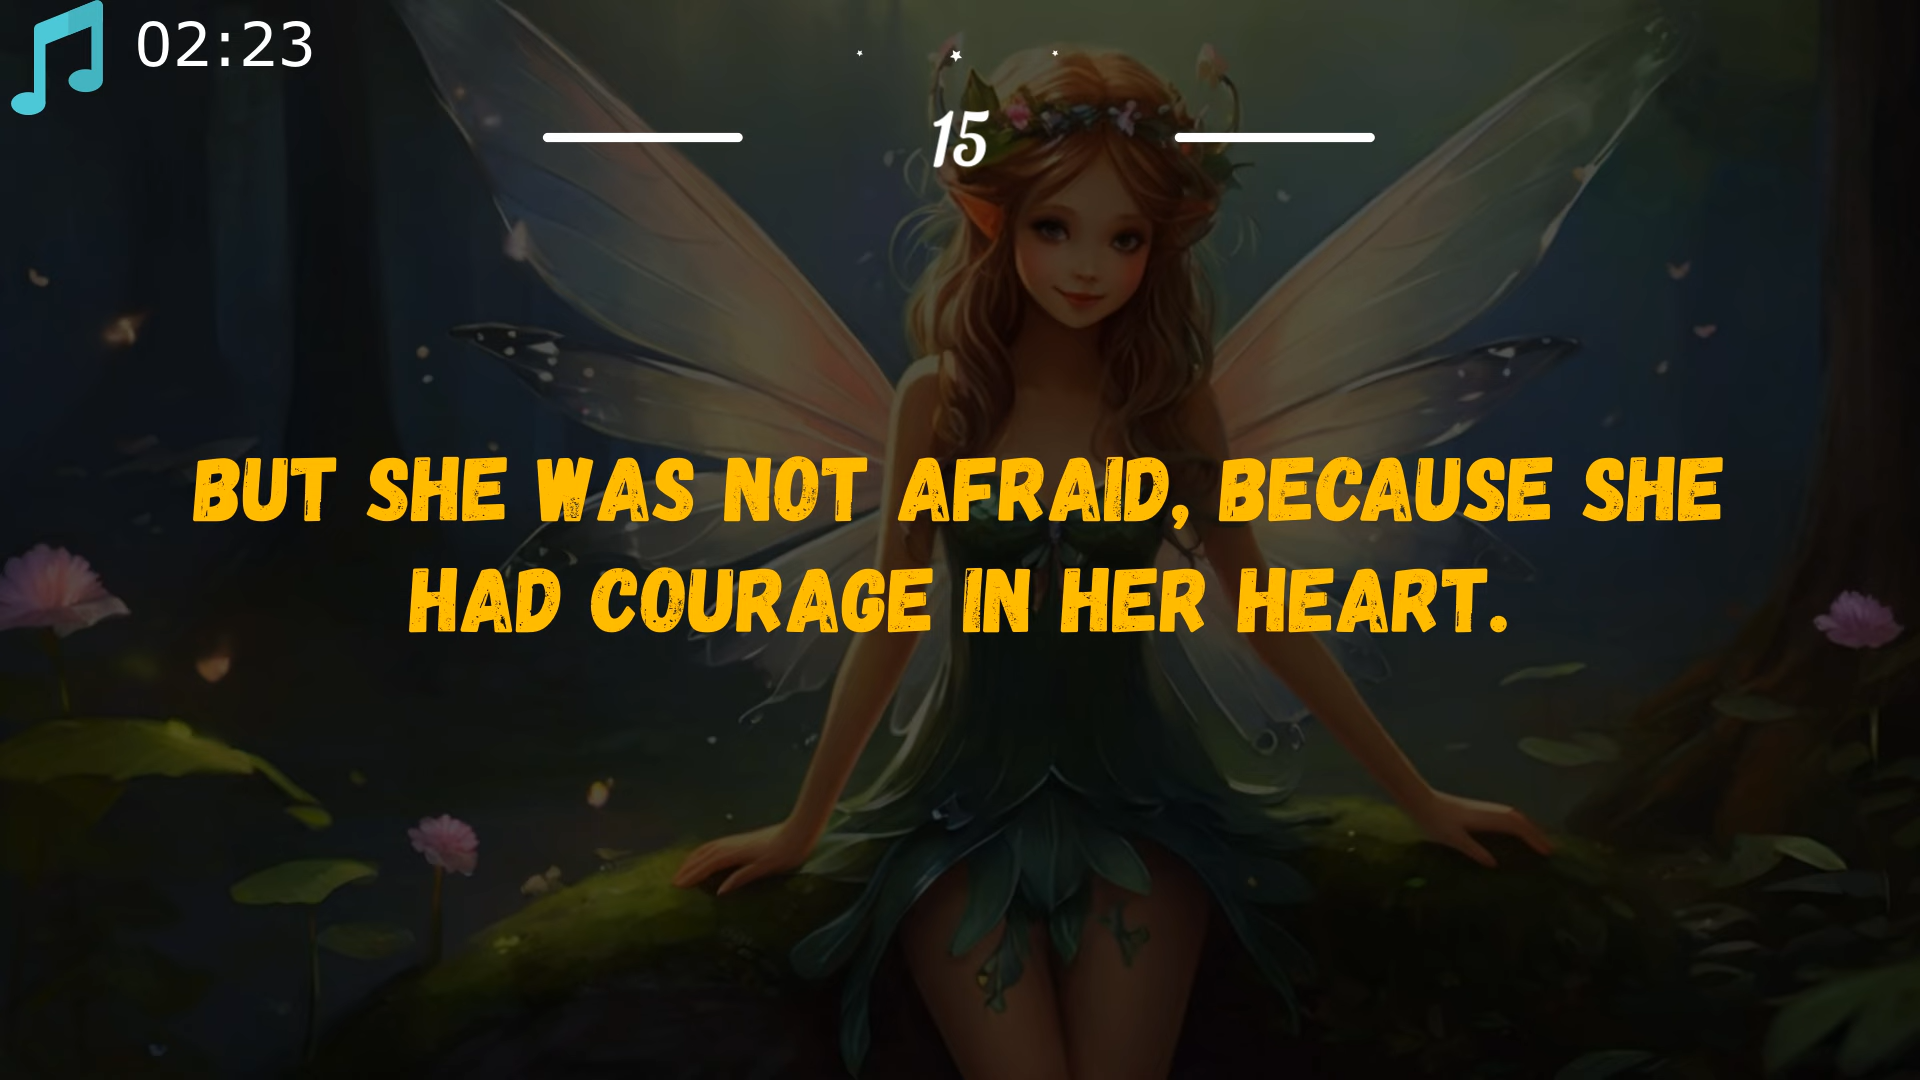 02:23
15
BUT SHE WAS NOT AFRAID, BECAUSE SHE
HAD COURAGE IN HER HEART.